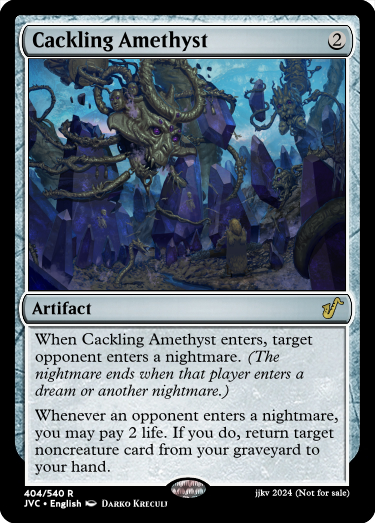 Cackling Amethyst 2
Artifact
When Cackling Amethyst enters, target
opponent enters a nightmare. (The
nightmare ends when that player enters a
dream or another nightmare.)
Whenever an opponent enters a nightmare,
you may pay 2 life. If you do, return target
noncreature card from your graveyard to
your hand.
404/540 R
JVC • English Darko Kreculj
jjkv 2024 (Not for sale)